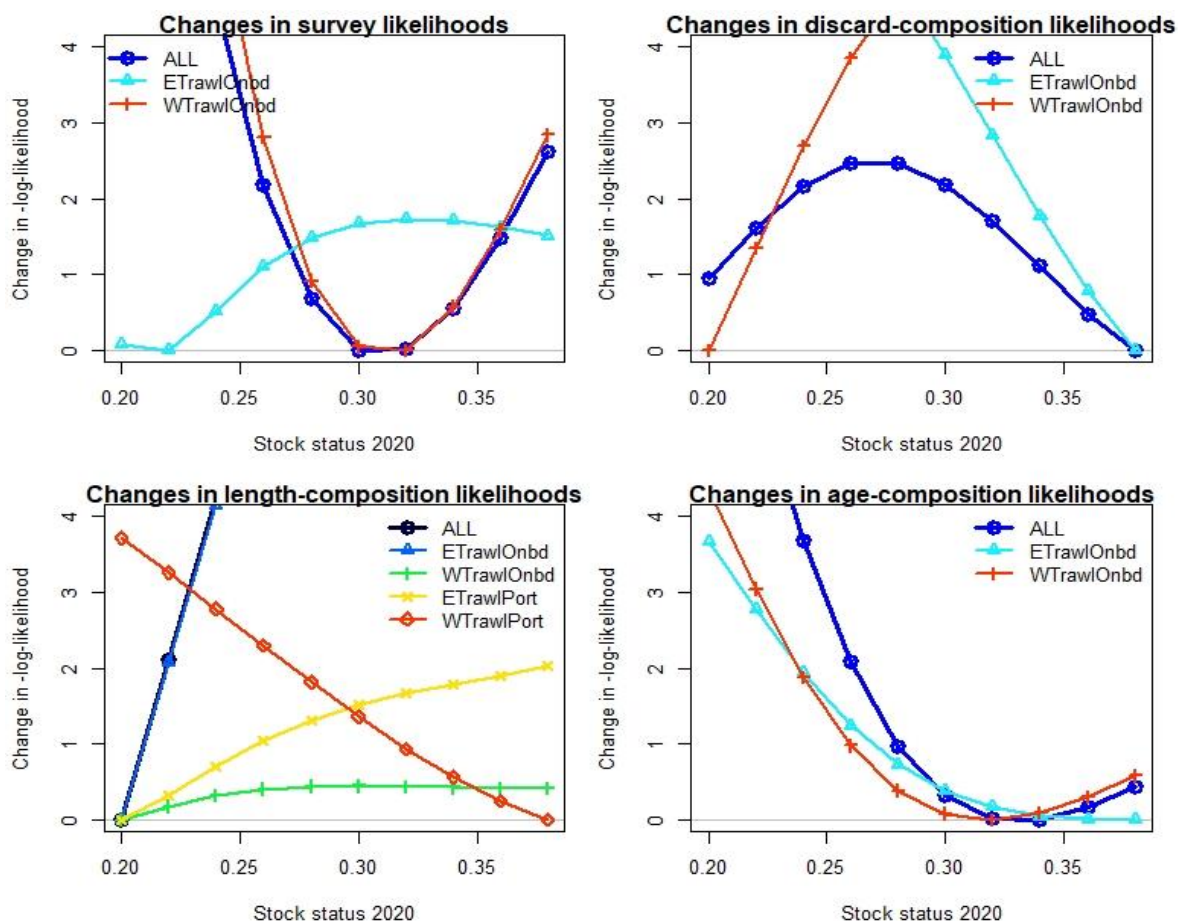 Changes in survey likelihoods
Change in -log-likelihood
4
3
2
1
0
ALL
ETrawlOnbd
WTrawlOnbd
0.20 0.25 0.30 0.35
Stock status 2020
Changes in discard-composition likelihoods
Change in -log-likelihood
4
3
2
1
0
ALL
ETrawlOnbd
WTrawlOnbd
0.20 0.25 0.30 0.35
Stock status 2020
Changes in length-composition likelihoods
Change in -log-likelihood
4
3
2
1
0
ALL
ETrawlOnbd
WTrawlOnbd
ETrawlPort
WTrawlPort
0.20 0.25 0.30 0.35
Stock status 2020
Changes in age-composition likelihoods
Change in -log-likelihood
4
3
2
1
0
ALL
ETrawlOnbd
WTrawlOnbd
0.20 0.25 0.30 0.35
Stock status 2020